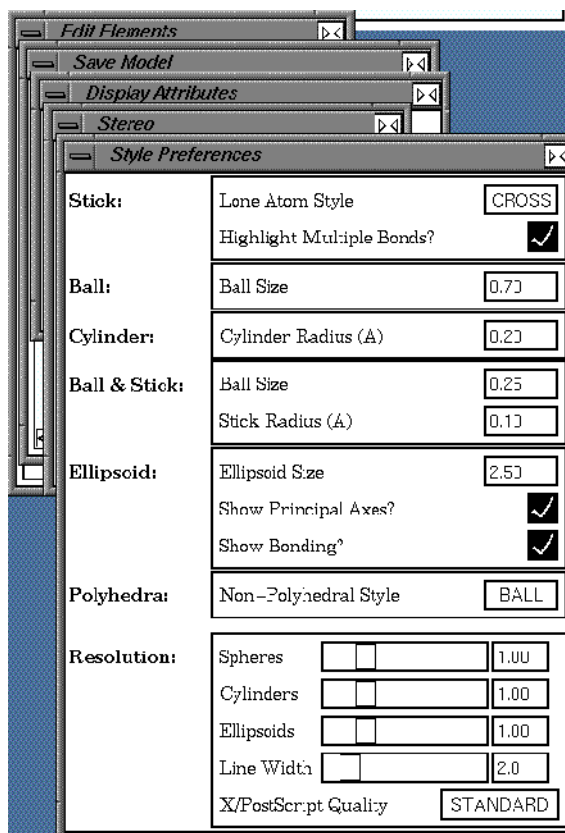 Edit Elements
Save Model
Display Attributes
Stereo
Style Preferences
Stick: Lone Atom Style CROSS
Highlight Multiple Bonds?
Ball: Ball Size 0.70
Cylinder: Cylinder Radius (A) 0.20
Ball & Stick: Ball Size 0.25
Stick Radius (A) 0.10
Ellipsoid: Ellipsoid Size 2.50
Show Principal Axes?
Show Bonding?
Polyhedra: Non-Polyhedral Style BALL
Resolution: Spheres 1.00
Cylinders 1.00
Ellipsoids 1.00
Line Width 2.0
X/PostScript Quality STANDARD